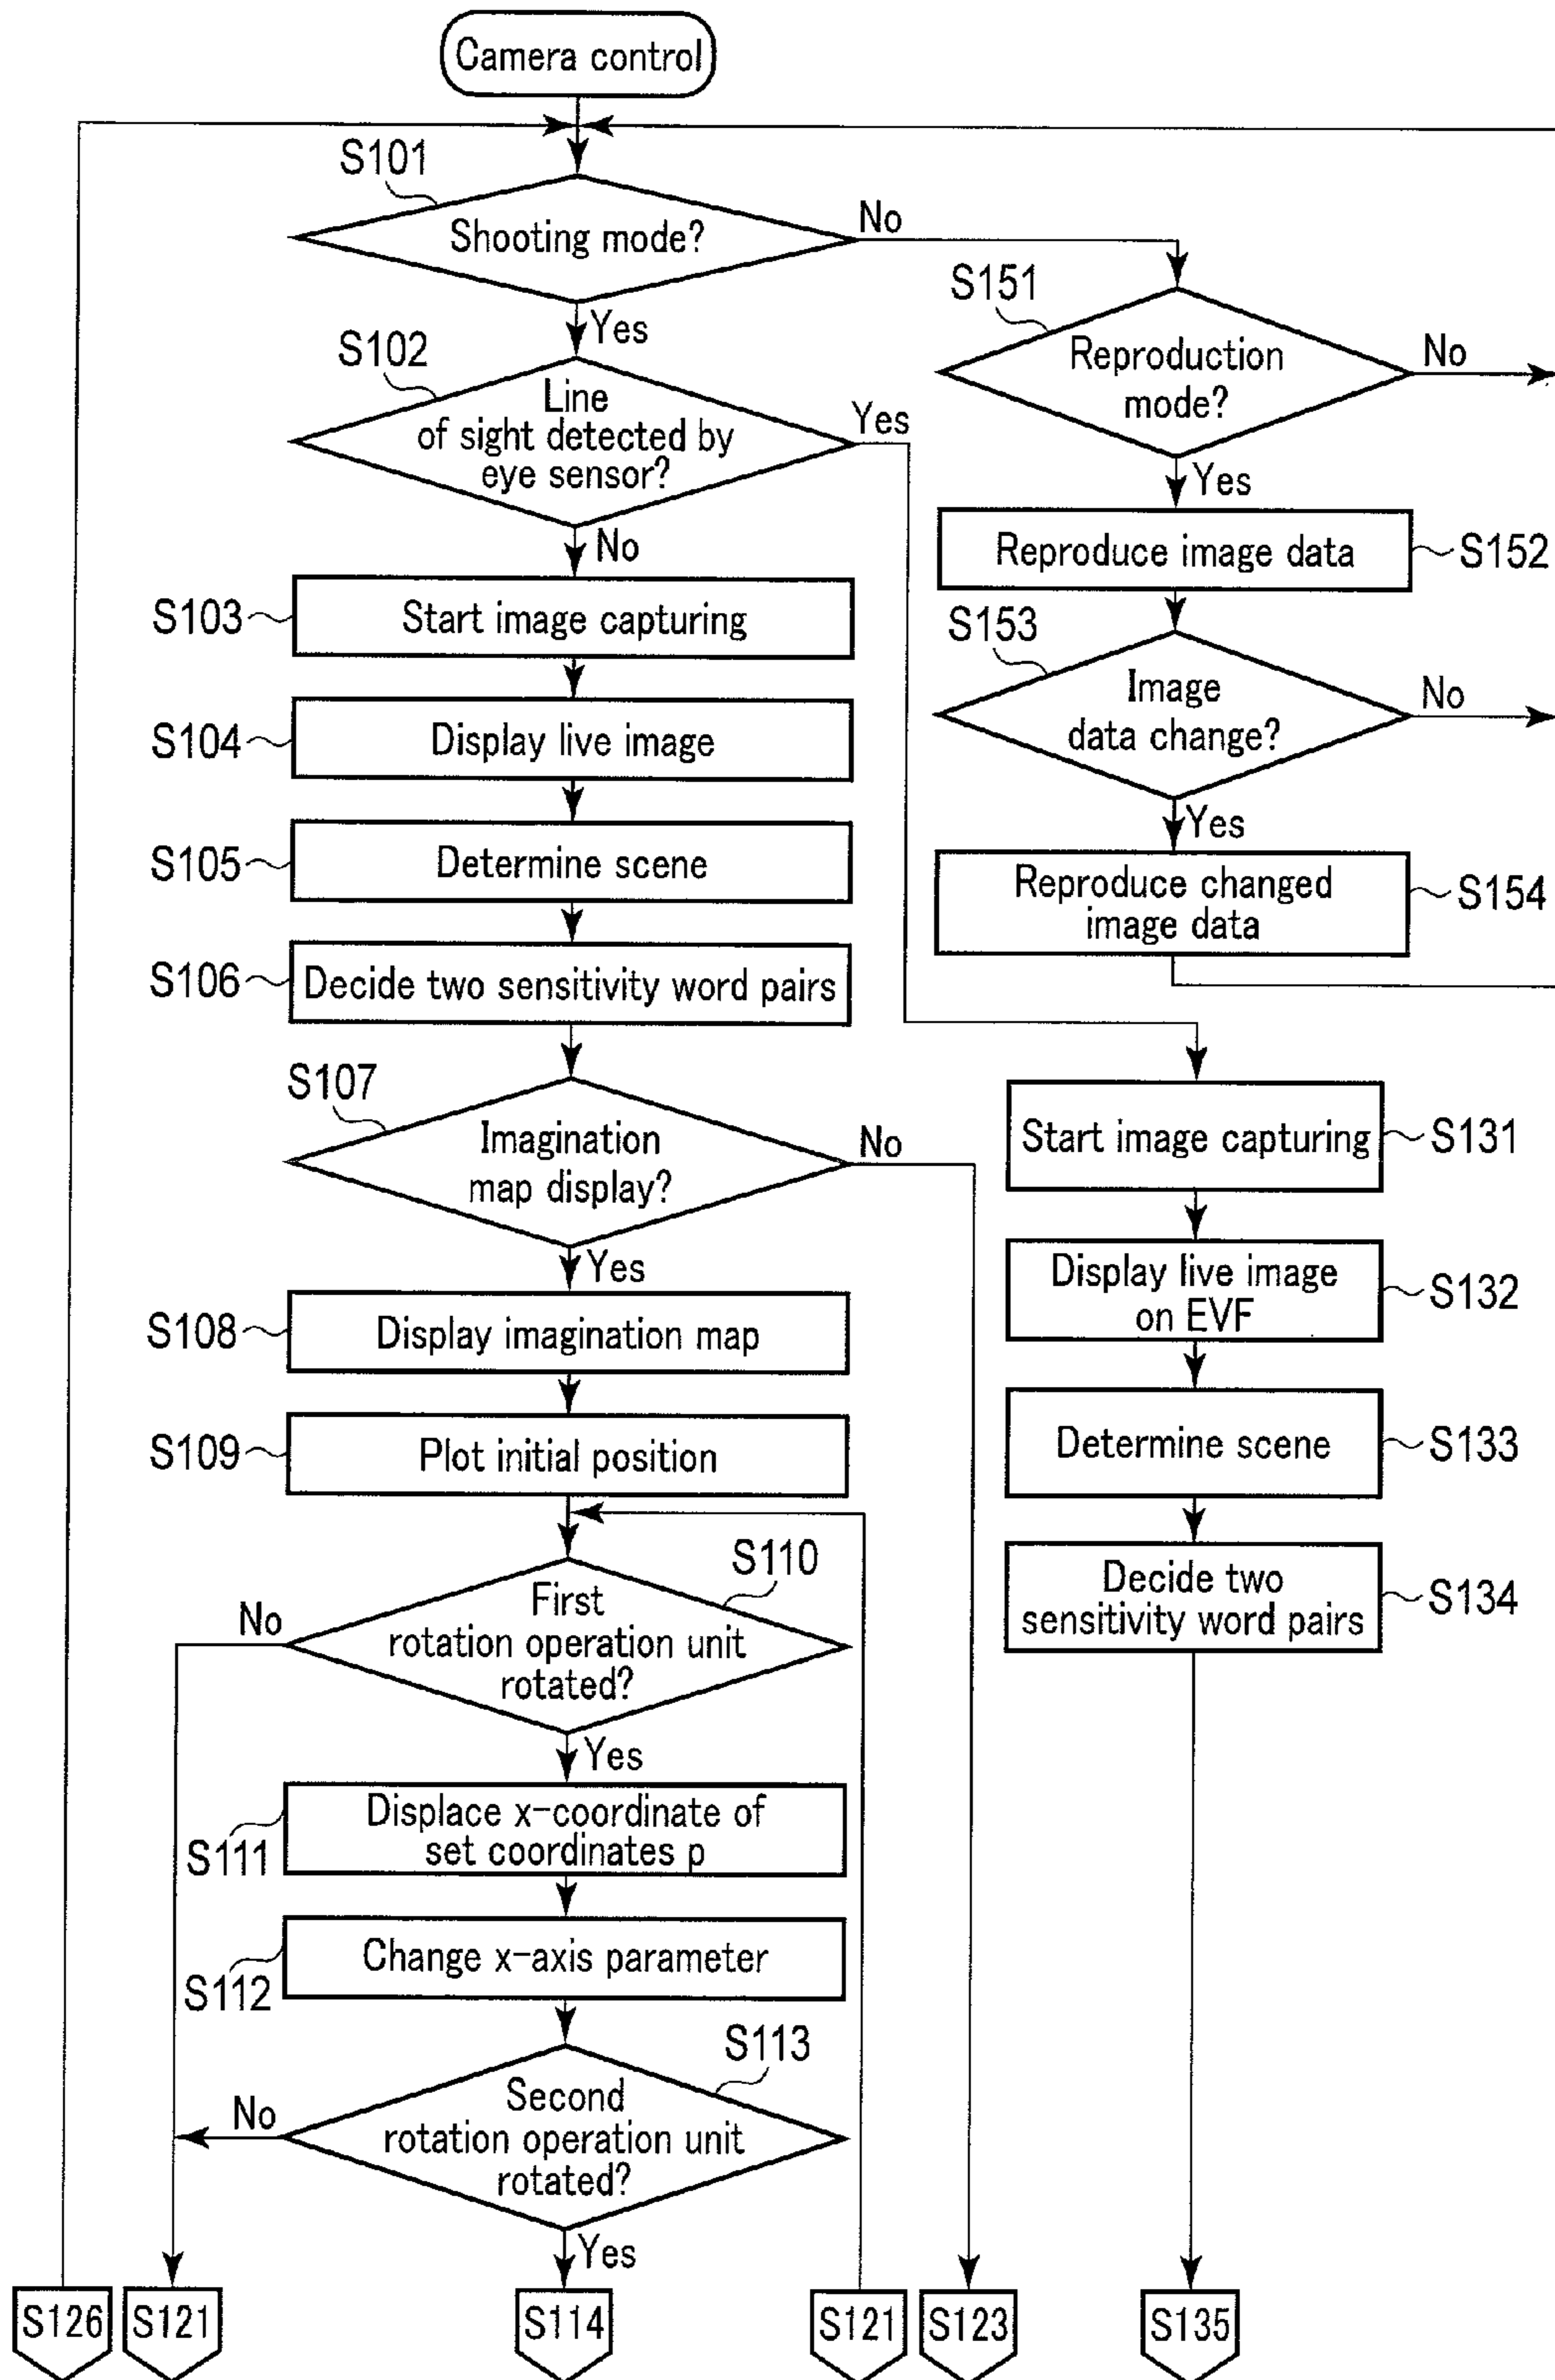 Camera control
S101
Shooting mode?
No
Yes
S151
Reproduction
mode?
No
Yes
S102
Line
of sight detected by
eye sensor?
Yes
No
Reproduce image data
S152
S103
Start image capturing
S153
Image
data change?
No
Yes
S104
Display live image
S105
Determine scene
Reproduce changed
image data
S154
S106
Decide two sensitivity word pairs
S107
Imagination
map display?
No
Yes
Start image capturing
S131
Display live image
on EVF
S132
S108
Display imagination map
S109
Plot initial position
Determine scene
S133
S110
First
rotation operation unit
rotated?
No
Yes
Decide two
sensitivity word pairs
S134
Displace x-coordinate of
set coordinates p
S111
Change x-axis parameter
S112
S113
Second
rotation operation unit
rotated?
No
Yes
S126
S121
S114
S121
S123
S135